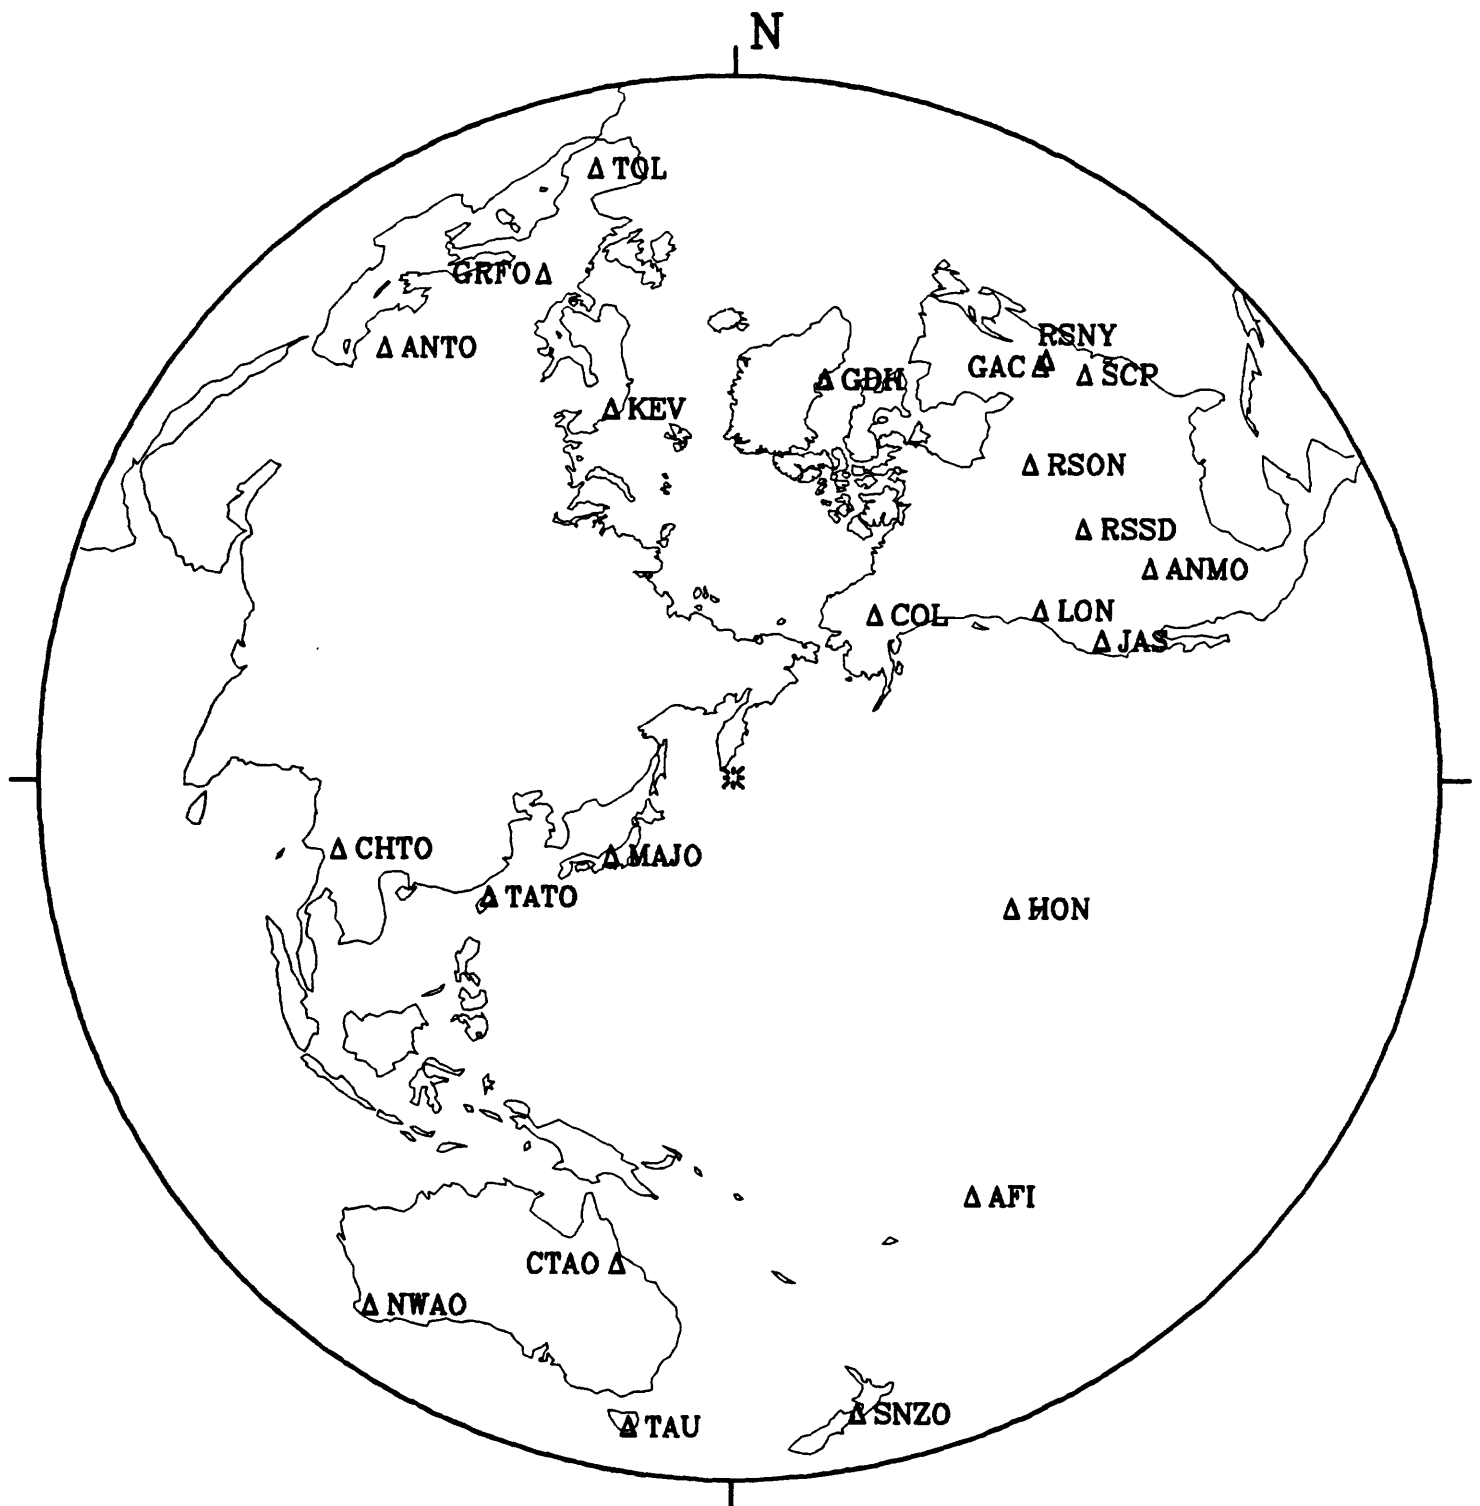 N
TOL
GRFO
ANTO
RSNY
GAC
SCP
GDH
KEV
RSON
RSSD
ANMO
COL
LON
JAS
CHTO
MAJO
TATO
HON
AFI
CTAO
NWAO
SNZO
TAU